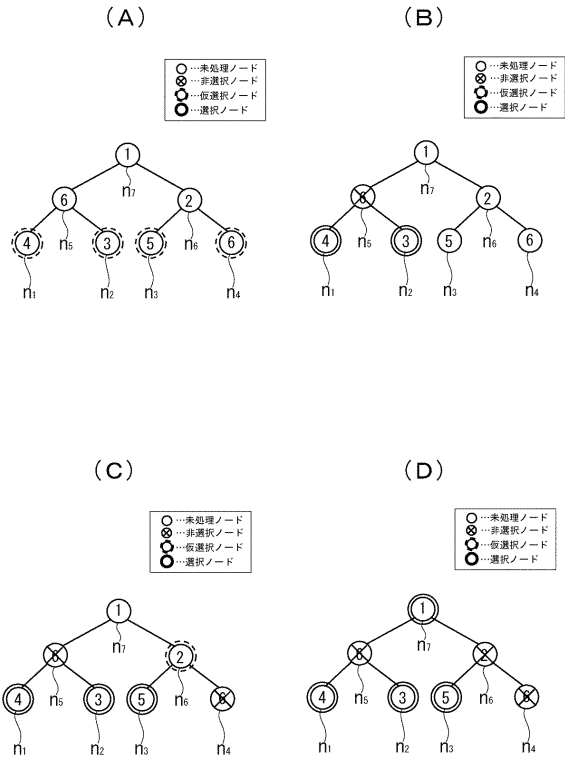 (A)
○…未処理ノード
⊗…非選択ノード
…仮選択ノード
…選択ノード
1
n7
6
2
n5
n6
4
3
5
6
n1
n2
n3
n4
(B)
○…未処理ノード
⊗…非選択ノード
…仮選択ノード
…選択ノード
1
n7
6
2
n5
n6
4
3
5
6
n1
n2
n3
n4
(C)
○…未処理ノード
⊗…非選択ノード
…仮選択ノード
…選択ノード
1
n7
6
2
n5
n6
4
3
5
6
n1
n2
n3
n4
(D)
○…未処理ノード
⊗…非選択ノード
…仮選択ノード
…選択ノード
1
n7
6
2
n5
n6
4
3
5
6
n1
n2
n3
n4